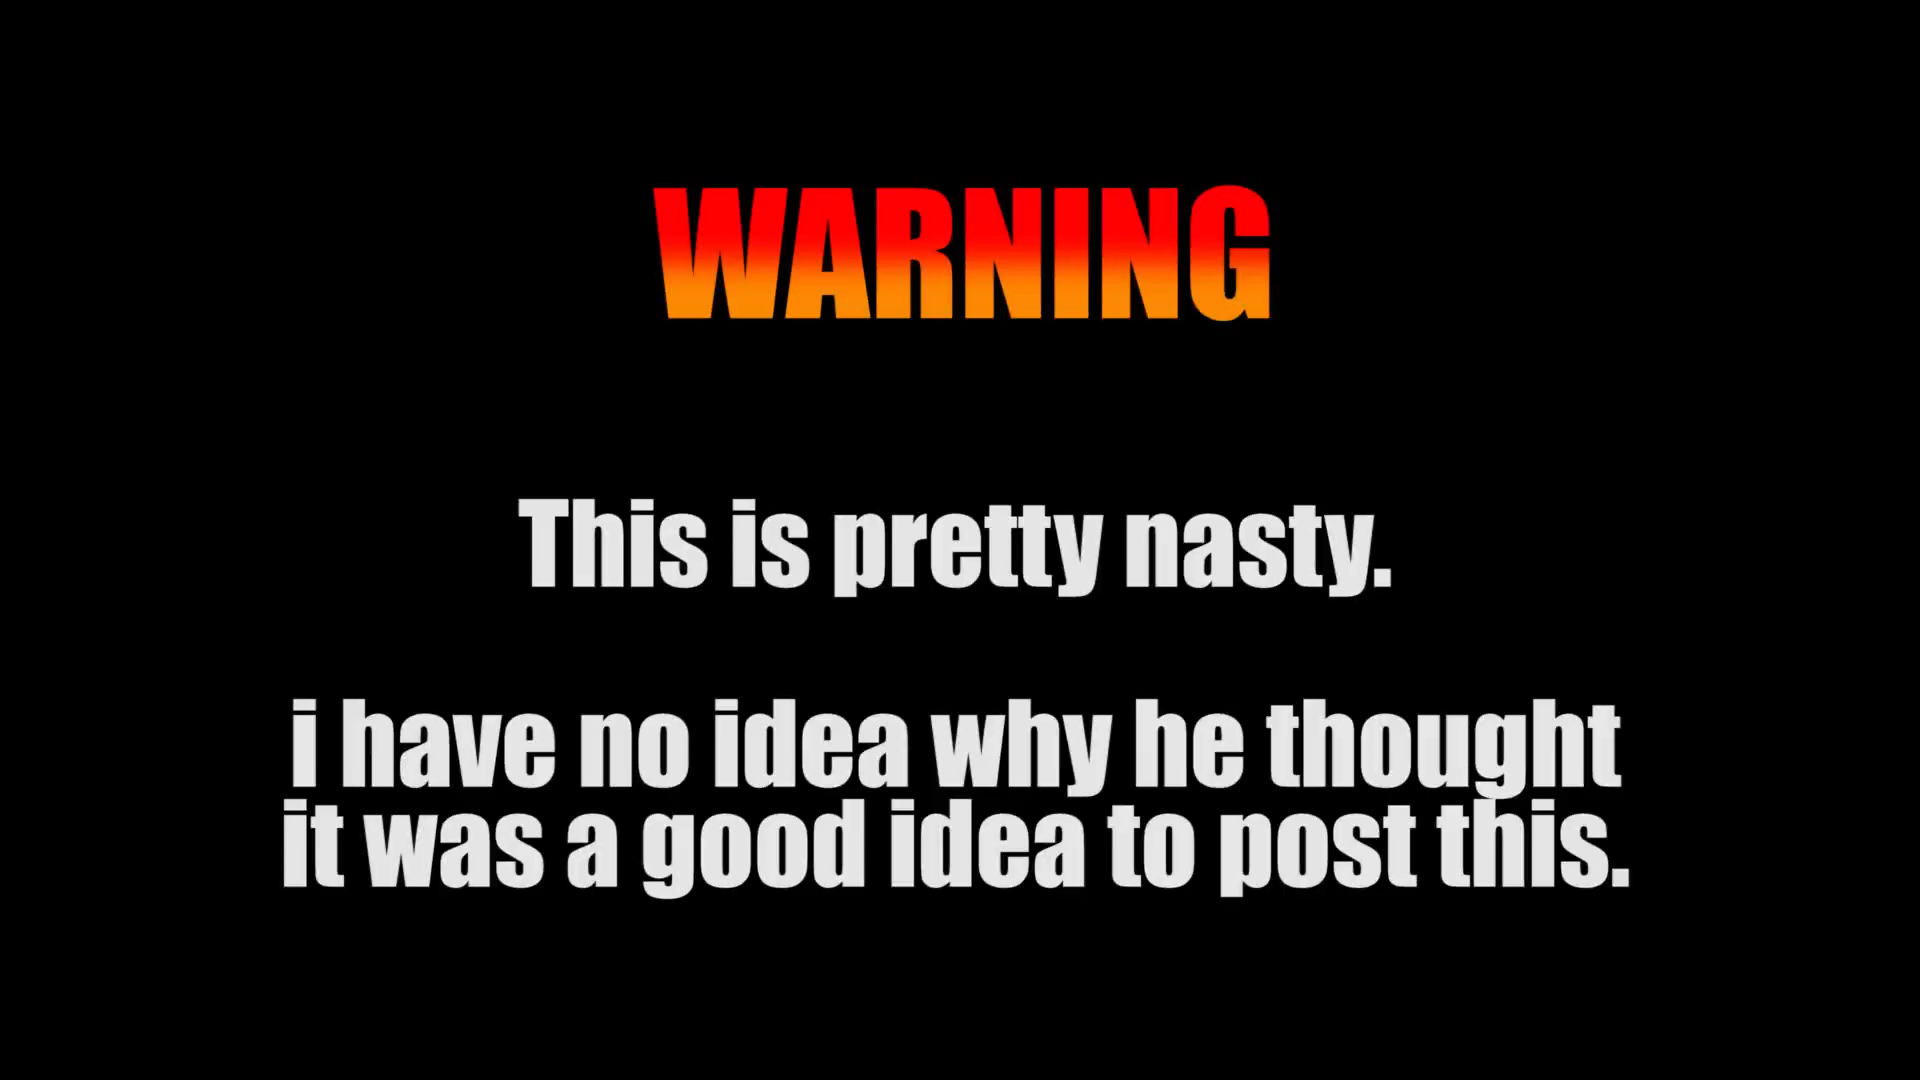 WARNING
This is pretty nasty.
i have no idea why he thought
it was a good idea to post this.